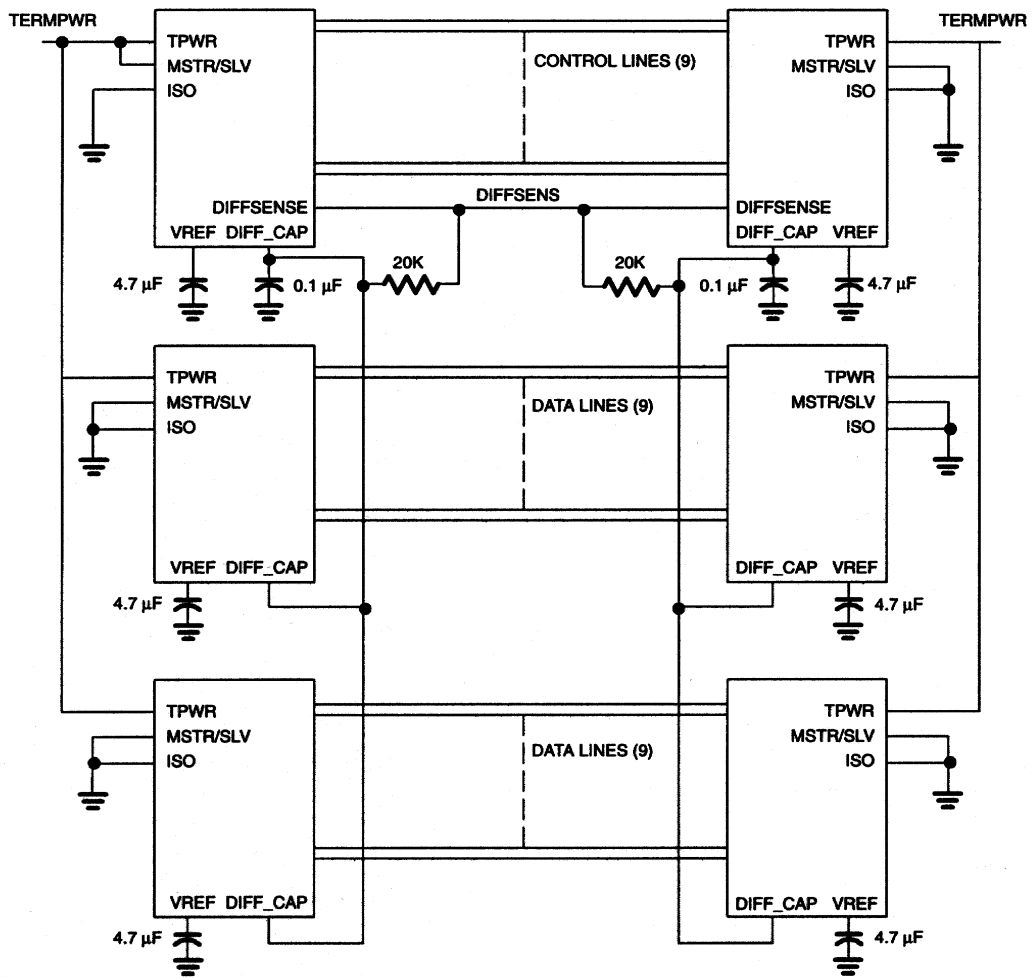 TERMPWR TERMPWR
TPWR TPWR
MSTR/SLV CONTROL LINES (9) MSTR/SLV
ISO ISO
DIFFSENS
DIFFSENSE DIFFSENSE
VREF DIFF_CAP DIFF_CAP VREF
20K 20K
4.7 µF 0.1 µF 0.1 µF 4.7 µF
TPWR TPWR
MSTR/SLV DATA LINES (9) MSTR/SLV
ISO ISO
VREF DIFF_CAP DIFF_CAP VREF
4.7 µF 4.7 µF
TPWR TPWR
MSTR/SLV DATA LINES (9) MSTR/SLV
ISO ISO
VREF DIFF_CAP DIFF_CAP VREF
4.7 µF 4.7 µF